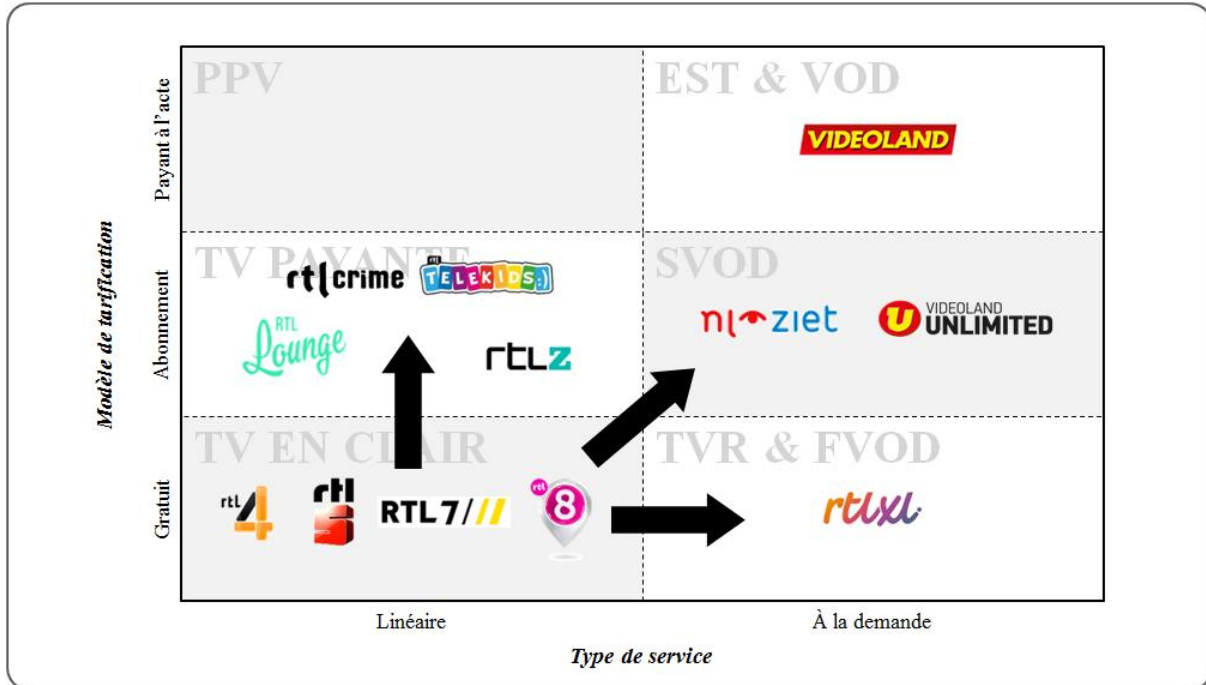 PPV
EST & VOD
Payant à l'acte
VIDEOLAND
TV PAYANTE
SVOD
rtl crime
rtl
TELEKIDS:)
Abonnement
RTL
Lounge
rtl z
nl ziet
U VIDEOLAND
UNLIMITED
Modèle de tarification
TV EN CLAIR
TVR & FVOD
Gratuit
rtl 4
rtl 5
RTL 7//
rtl 8
rtlxl.
Linéaire
À la demande
Type de service